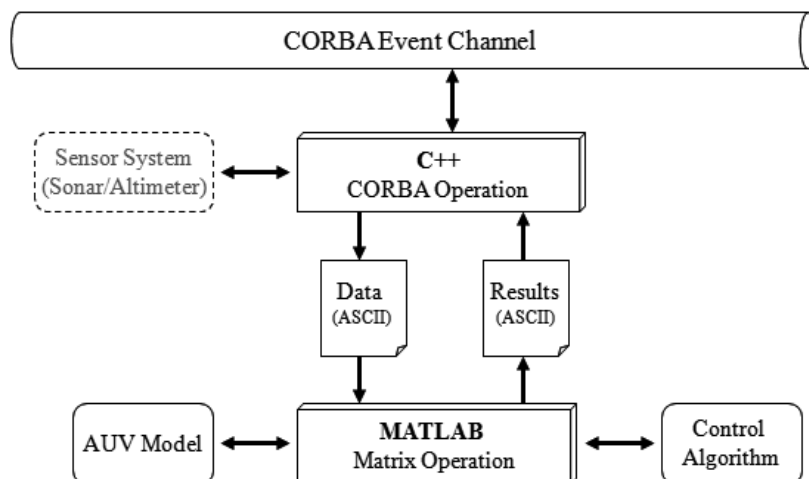 CORBA Event Channel
Sensor System
(Sonar/Altimeter)
C++
CORBA Operation
Data
(ASCII)
Results
(ASCII)
AUV Model
MATLAB
Matrix Operation
Control
Algorithm